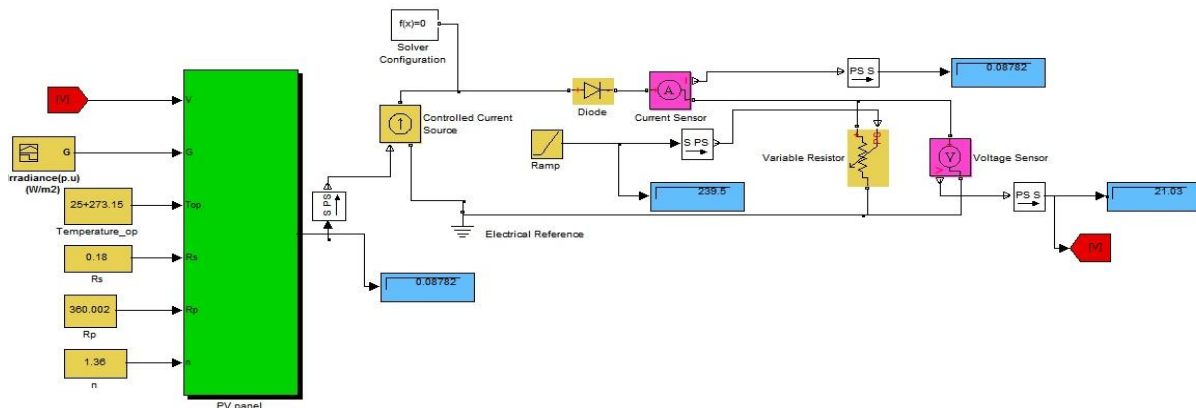 f(x)=0
Solver
Configuration
[V]
V
G
G
Irradiance(p.u)
(W/m2)
25+273.15
Top
Temperature_op
0.18
Rs
Rs
360.002
Rp
Rp
1.36
n
n
PV panel
S PS
Controlled Current
Source
Diode
A
I
Current Sensor
PS S
0.08782
Ramp
S PS
239.5
Variable Resistor
PS
V
V
Voltage Sensor
PS S
21.03
[V]
Electrical Reference
0.08782